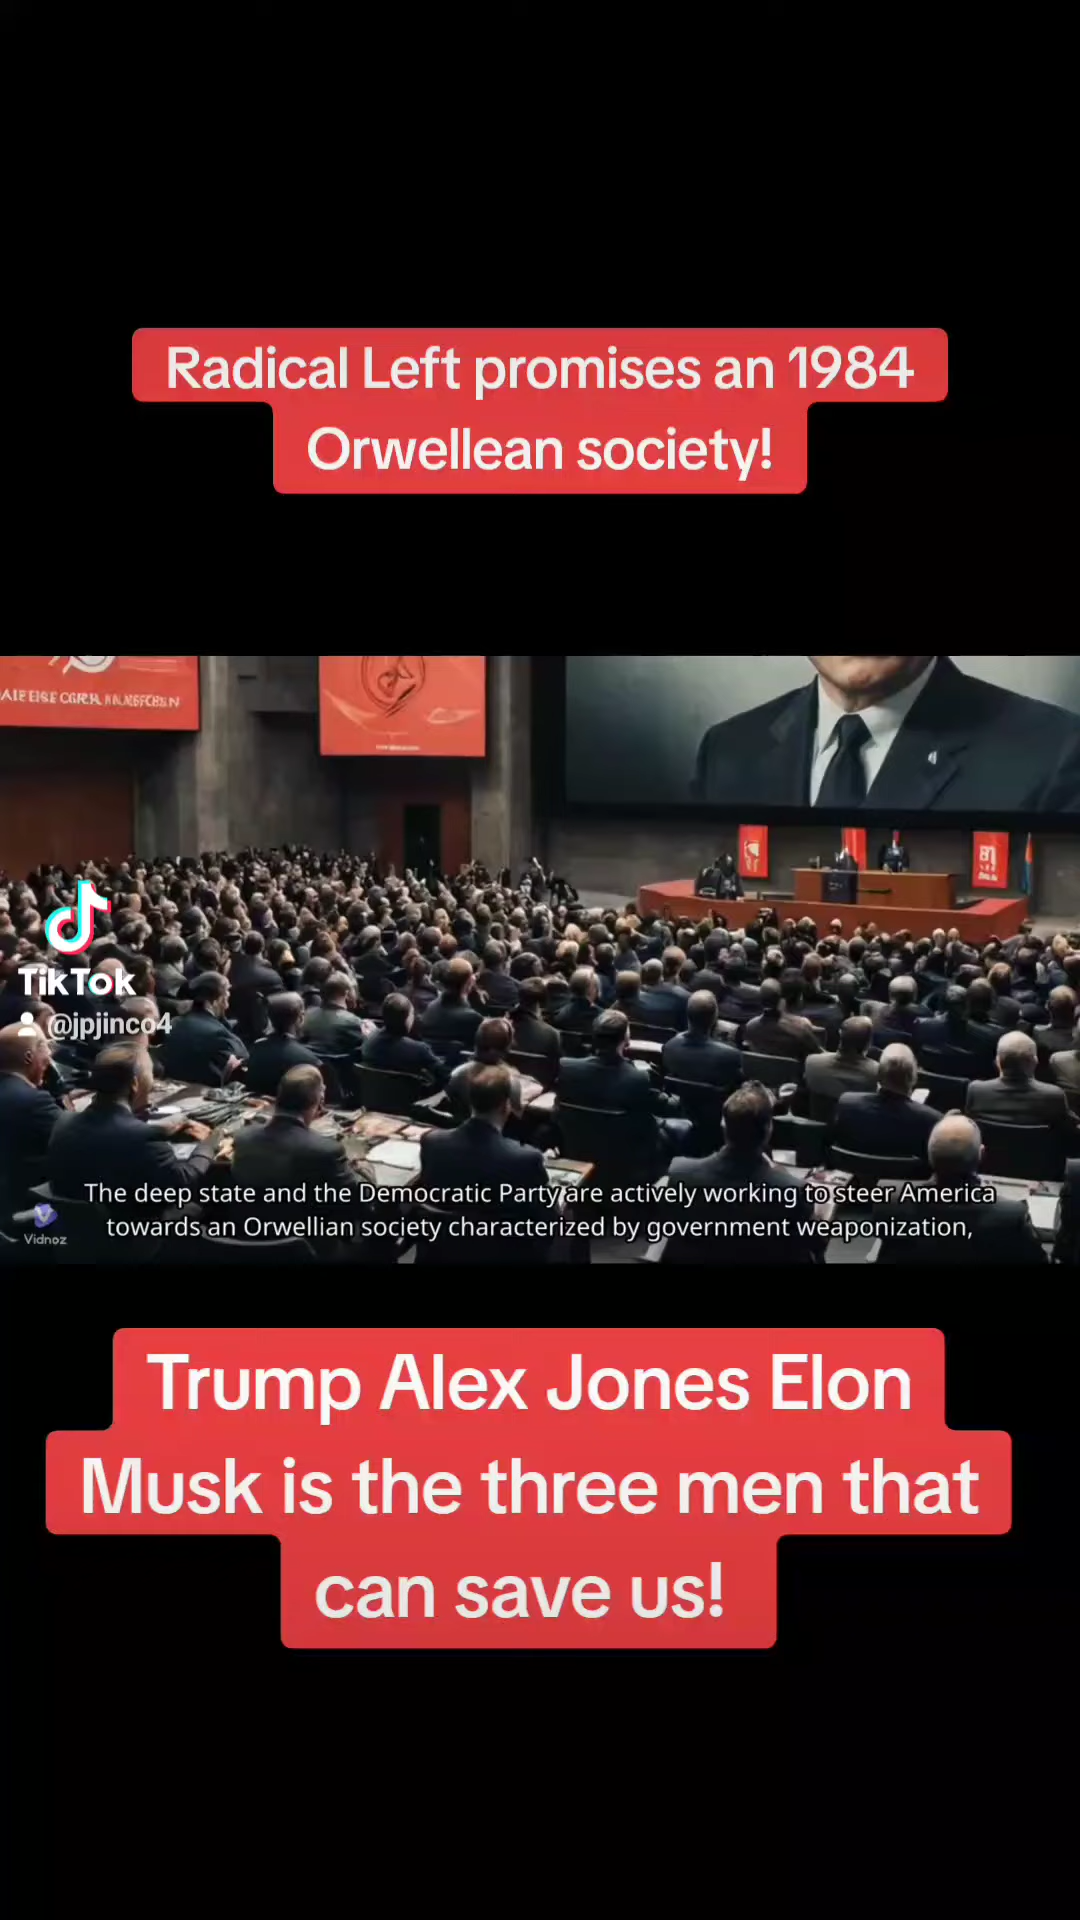 Radical Left promises an 1984
Orwellean society!
TikTok
@jpjinco4
The deep state and the Democratic Party are actively working to steer America
towards an Orwellian society characterized by government weaponization,
Vidnoz
Trump Alex Jones Elon
Musk is the three men that
can save us!